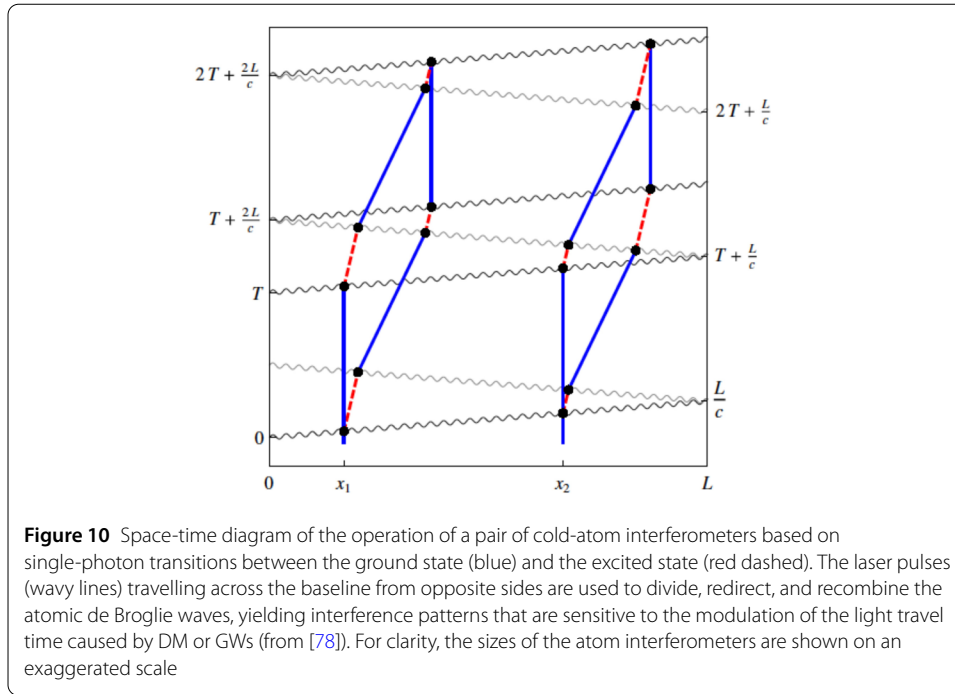 2T + 2L/c
2T + L/c
T + 2L/c
T + L/c
T
L/c
0
0 x₁ x₂ L
Figure 10 Space-time diagram of the operation of a pair of cold-atom interferometers based on
single-photon transitions between the ground state (blue) and the excited state (red dashed). The laser pulses
(wavy lines) travelling across the baseline from opposite sides are used to divide, redirect, and recombine the
atomic de Broglie waves, yielding interference patterns that are sensitive to the modulation of the light travel
time caused by DM or GWs (from [78]). For clarity, the sizes of the atom interferometers are shown on an
exaggerated scale